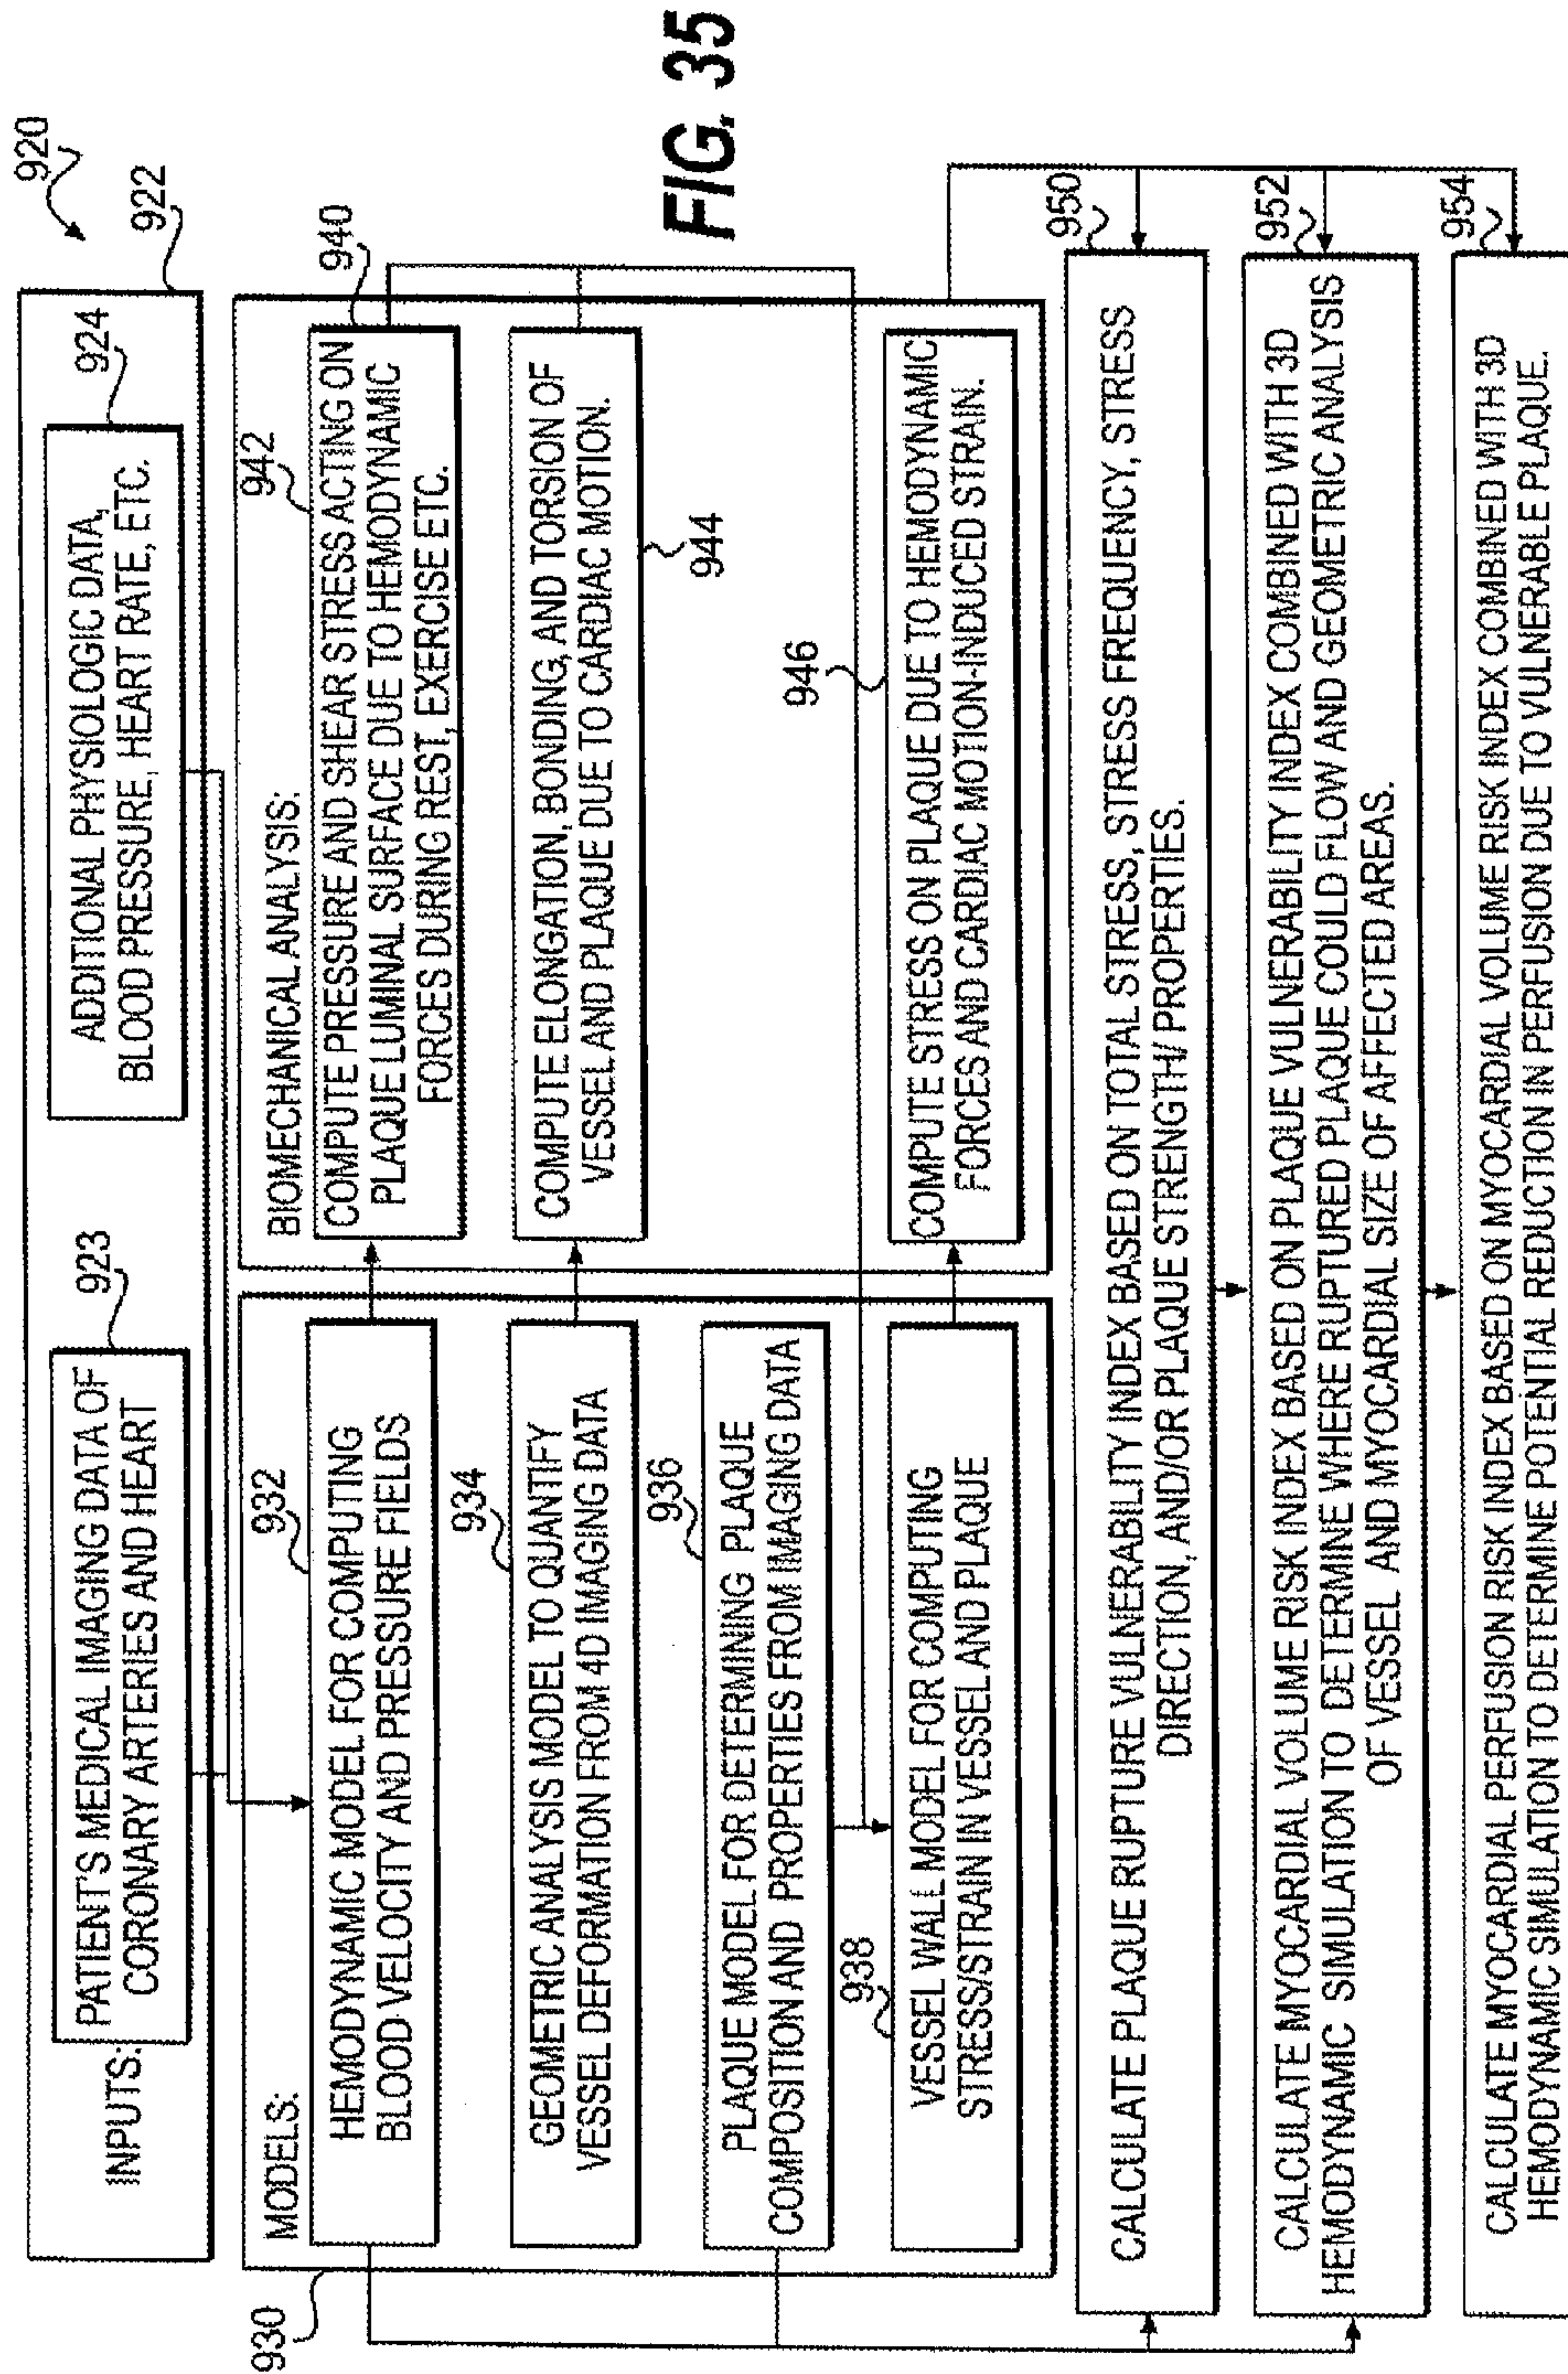 920
922
INPUTS:
923
PATIENT'S MEDICAL IMAGING DATA OF
CORONARY ARTERIES AND HEART
924
ADDITIONAL PHYSIOLOGIC DATA,
BLOOD PRESSURE, HEART RATE, ETC.
930
MODELS:
932
HEMODYNAMIC MODEL FOR COMPUTING
BLOOD VELOCITY AND PRESSURE FIELDS
934
GEOMETRIC ANALYSIS MODEL TO QUANTIFY
VESSEL DEFORMATION FROM 4D IMAGING DATA
936
PLAQUE MODEL FOR DETERMINING PLAQUE
COMPOSITION AND PROPERTIES FROM IMAGING DATA
938
VESSEL WALL MODEL FOR COMPUTING
STRESS/STRAIN IN VESSEL AND PLAQUE
940
BIOMECHANICAL ANALYSIS:
942
COMPUTE PRESSURE AND SHEAR STRESS ACTING ON
PLAQUE LUMINAL SURFACE DUE TO HEMODYNAMIC
FORCES DURING REST, EXERCISE ETC.
COMPUTE ELONGATION, BONDING, AND TORSION OF
VESSEL AND PLAQUE DUE TO CARDIAC MOTION.
944
946
COMPUTE STRESS ON PLAQUE DUE TO HEMODYNAMIC
FORCES AND CARDIAC MOTION-INDUCED STRAIN.
950
CALCULATE PLAQUE RUPTURE VULNERABILITY INDEX BASED ON TOTAL STRESS, STRESS FREQUENCY, STRESS
DIRECTION, AND/OR PLAQUE STRENGTH/ PROPERTIES.
952
CALCULATE MYOCARDIAL VOLUME RISK INDEX BASED ON PLAQUE VULNERABILITY INDEX COMBINED WITH 3D
HEMODYNAMIC SIMULATION TO DETERMINE WHERE RUPTURED PLAQUE COULD FLOW AND GEOMETRIC ANALYSIS
OF VESSEL AND MYOCARDIAL SIZE OF AFFECTED AREAS.
954
CALCULATE MYOCARDIAL PERFUSION RISK INDEX BASED ON MYOCARDIAL VOLUME RISK INDEX COMBINED WITH 3D
HEMODYNAMIC SIMULATION TO DETERMINE POTENTIAL REDUCTION IN PERFUSION DUE TO VULNERABLE PLAQUE.
FIG. 35